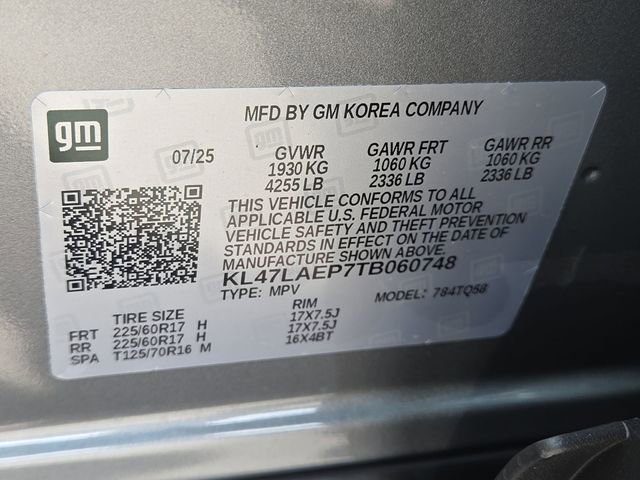 MFD BY GM KOREA COMPANY
gm
07/25
GVWR
1930 KG
4255 LB
GAWR FRT
1060 KG
2336 LB
GAWR RR
1060 KG
2336 LB
THIS VEHICLE CONFORMS TO ALL
APPLICABLE U.S. FEDERAL MOTOR
VEHICLE SAFETY AND THEFT PREVENTION
STANDARDS IN EFFECT ON THE DATE OF
MANUFACTURE SHOWN ABOVE.
KL47LAEP7TB060748
TYPE: MPV MODEL: 784TQ58
TIRE SIZE RIM
FRT 225/60R17 H 17X7.5J
RR 225/60R17 H 17X7.5J
SPA T125/70R16 M 16X4BT